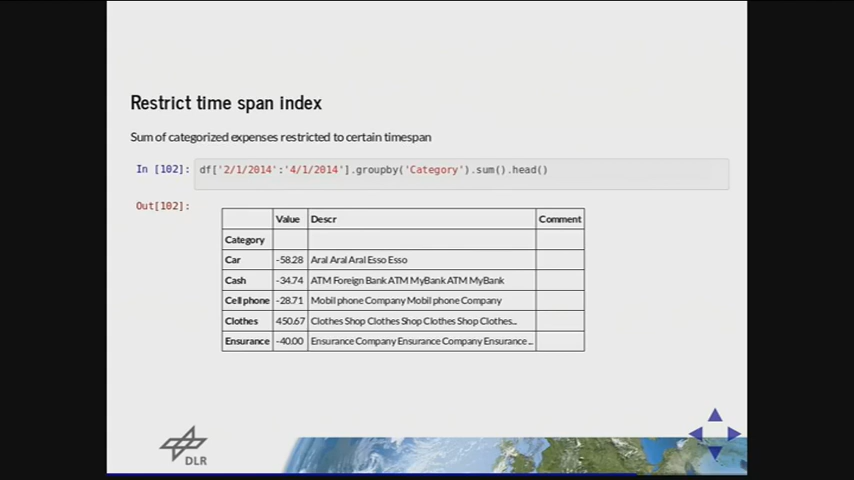 Restrict time span index
Sum of categorized expenses restricted to certain timespan
In [102]: df['2/1/2014':'4/1/2014'].groupby('Category').sum().head()
Out[102]:
Value Descr Comment
Category
Car -58.28 Aral Aral Aral Esso Esso
Cash -34.74 ATM Foreign Bank ATM MyBank ATM MyBank
Cell phone -28.71 Mobil phone Company Mobil phone Company
Clothes 450.67 Clothes Shop Clothes Shop Clothes Shop Clothes...
Ensurance -40.00 Ensurance Company Ensurance Company Ensurance ...
DLR